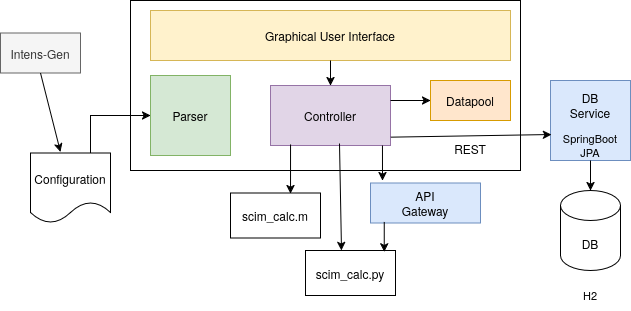 Graphical User Interface
Intens-Gen
Parser
Controller
Datapool
DB
Service
SpringBoot
JPA
REST
Configuration
scim_calc.m
API
Gateway
DB
scim_calc.py
H2